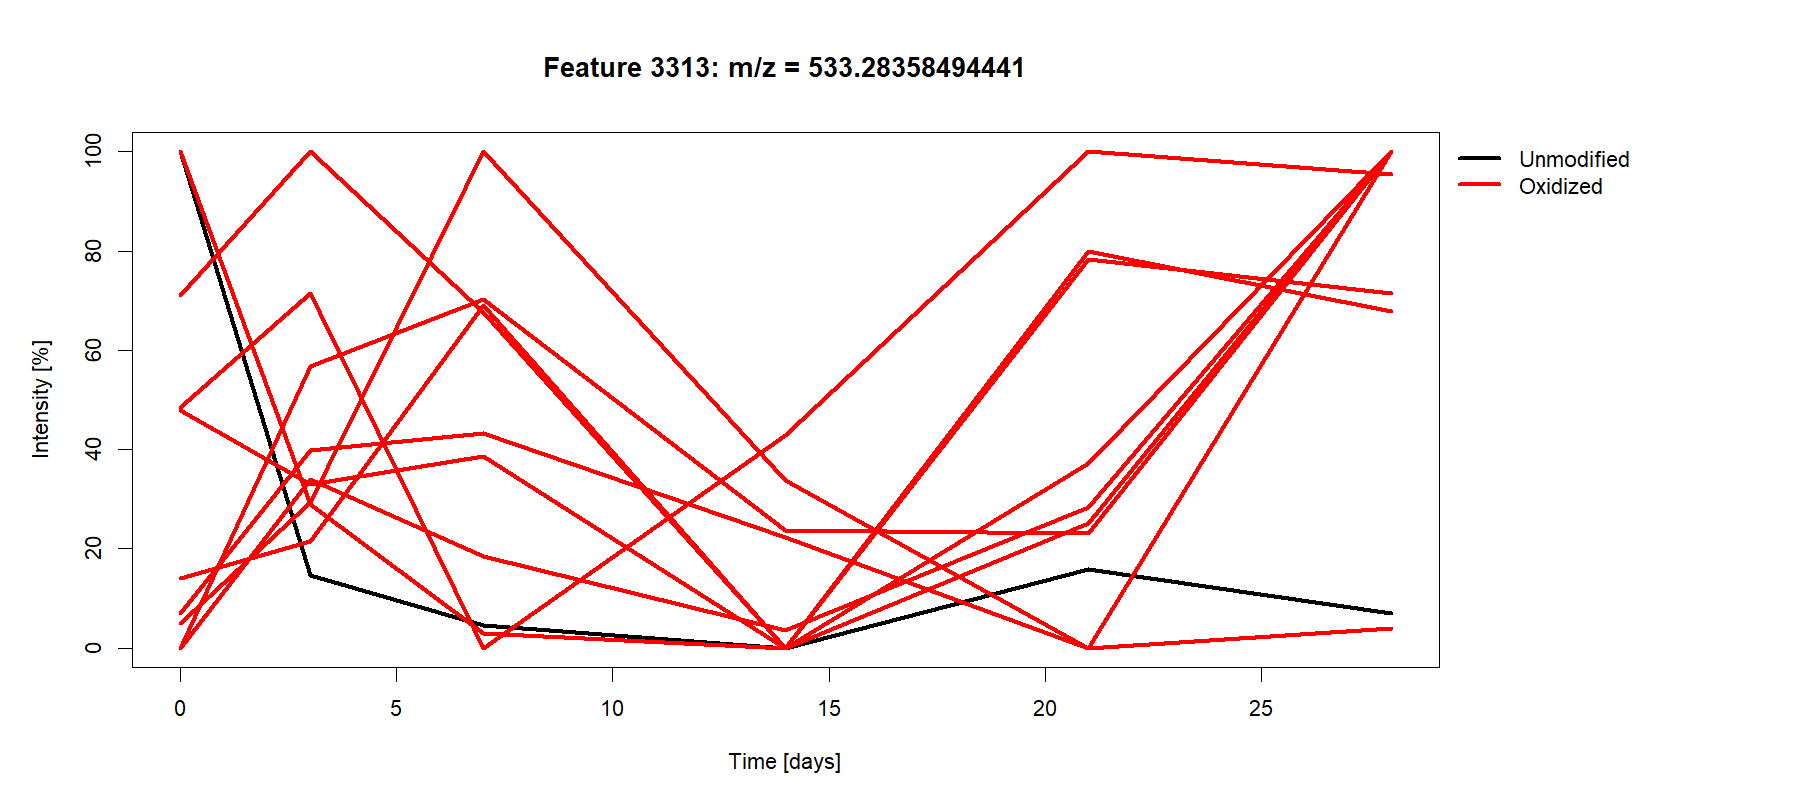 Feature 3313: m/z = 533.28358494441
Unmodified
Oxidized
Intensity [%]
100
80
60
40
20
0
0 5 10 15 20 25
Time [days]